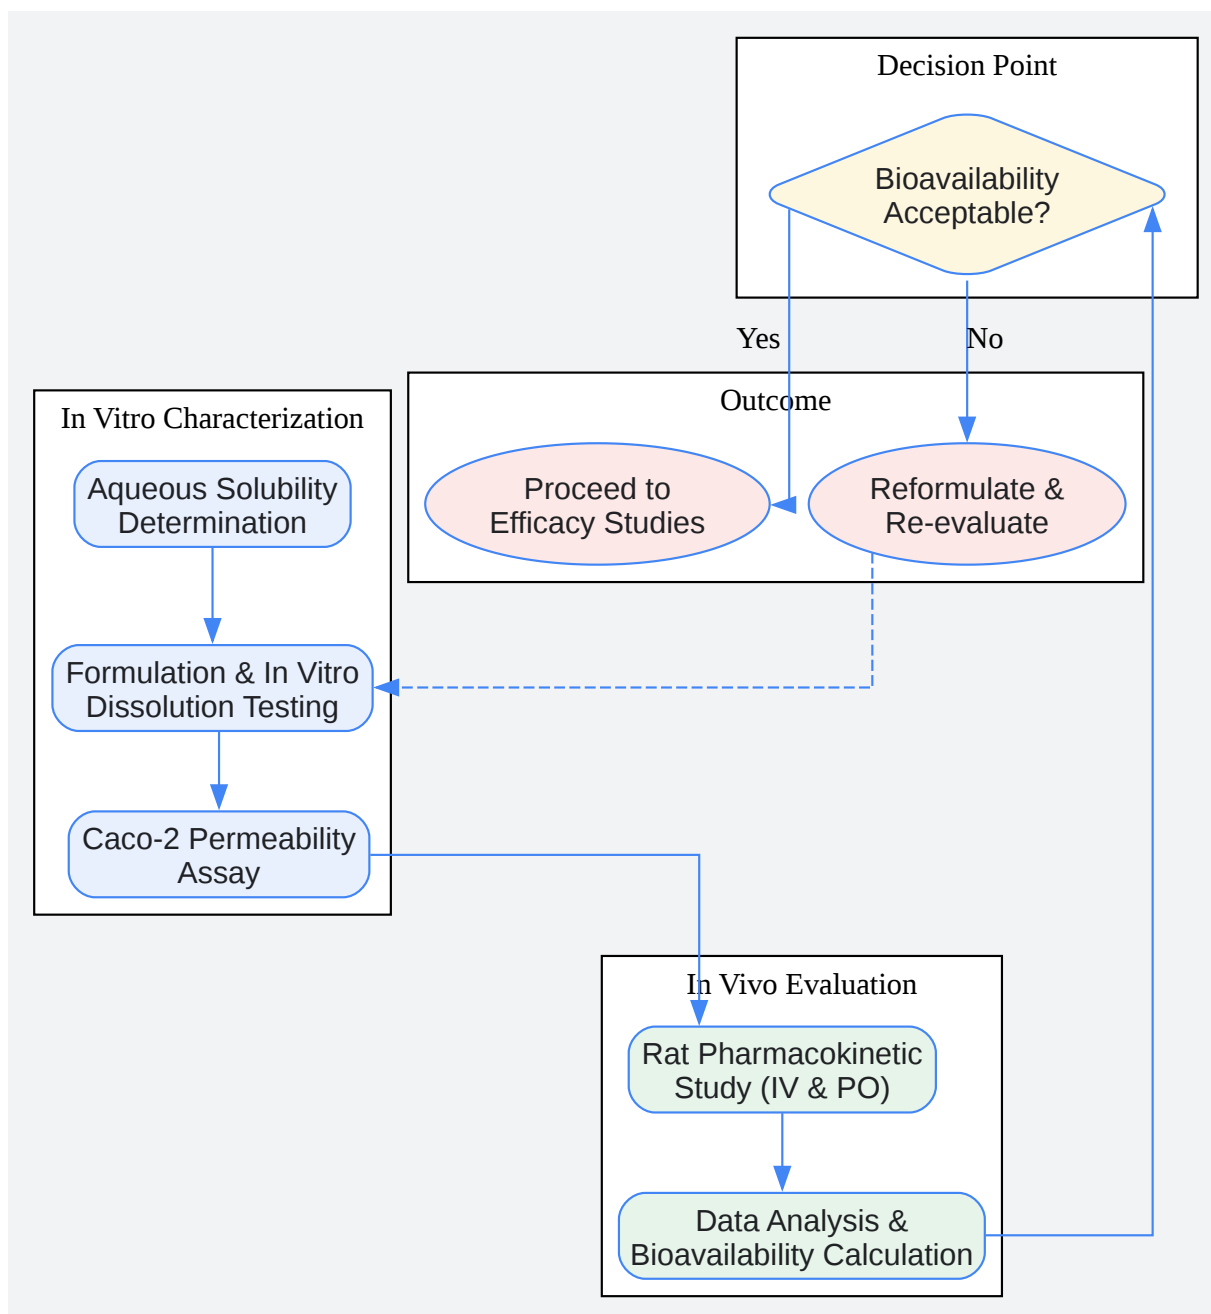 Decision Point
Bioavailability
Acceptable?
Yes
No
Outcome
Proceed to
Efficacy Studies
Reformulate &
Re-evaluate
In Vitro Characterization
Aqueous Solubility
Determination
Formulation & In Vitro
Dissolution Testing
Caco-2 Permeability
Assay
In Vivo Evaluation
Rat Pharmacokinetic
Study (IV & PO)
Data Analysis &
Bioavailability Calculation